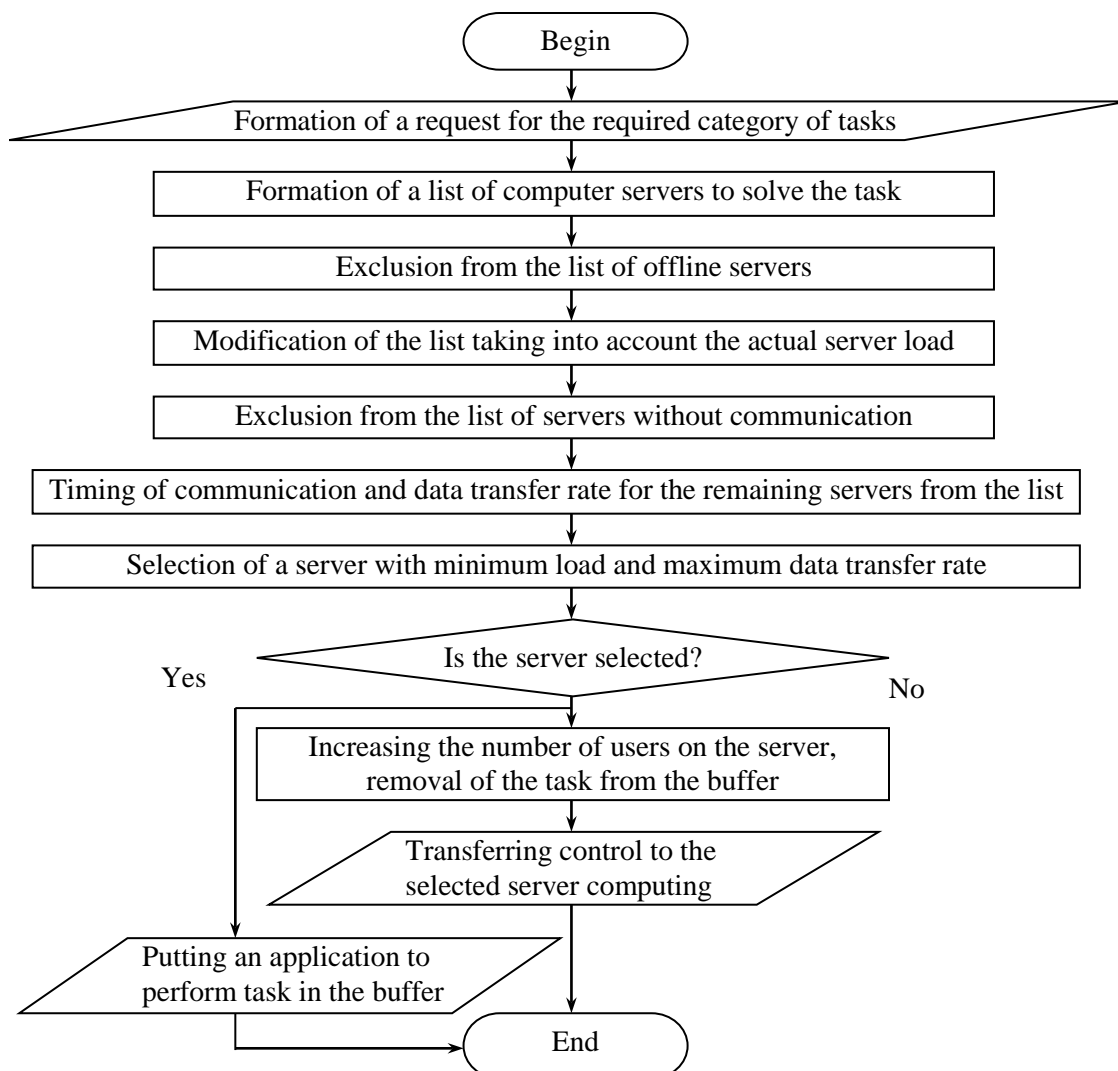 Begin
Formation of a request for the required category of tasks
Formation of a list of computer servers to solve the task
Exclusion from the list of offline servers
Modification of the list taking into account the actual server load
Exclusion from the list of servers without communication
Timing of communication and data transfer rate for the remaining servers from the list
Selection of a server with minimum load and maximum data transfer rate
Is the server selected?
Yes
No
Increasing the number of users on the server,
removal of the task from the buffer
Transferring control to the
selected server computing
Putting an application to
perform task in the buffer
End